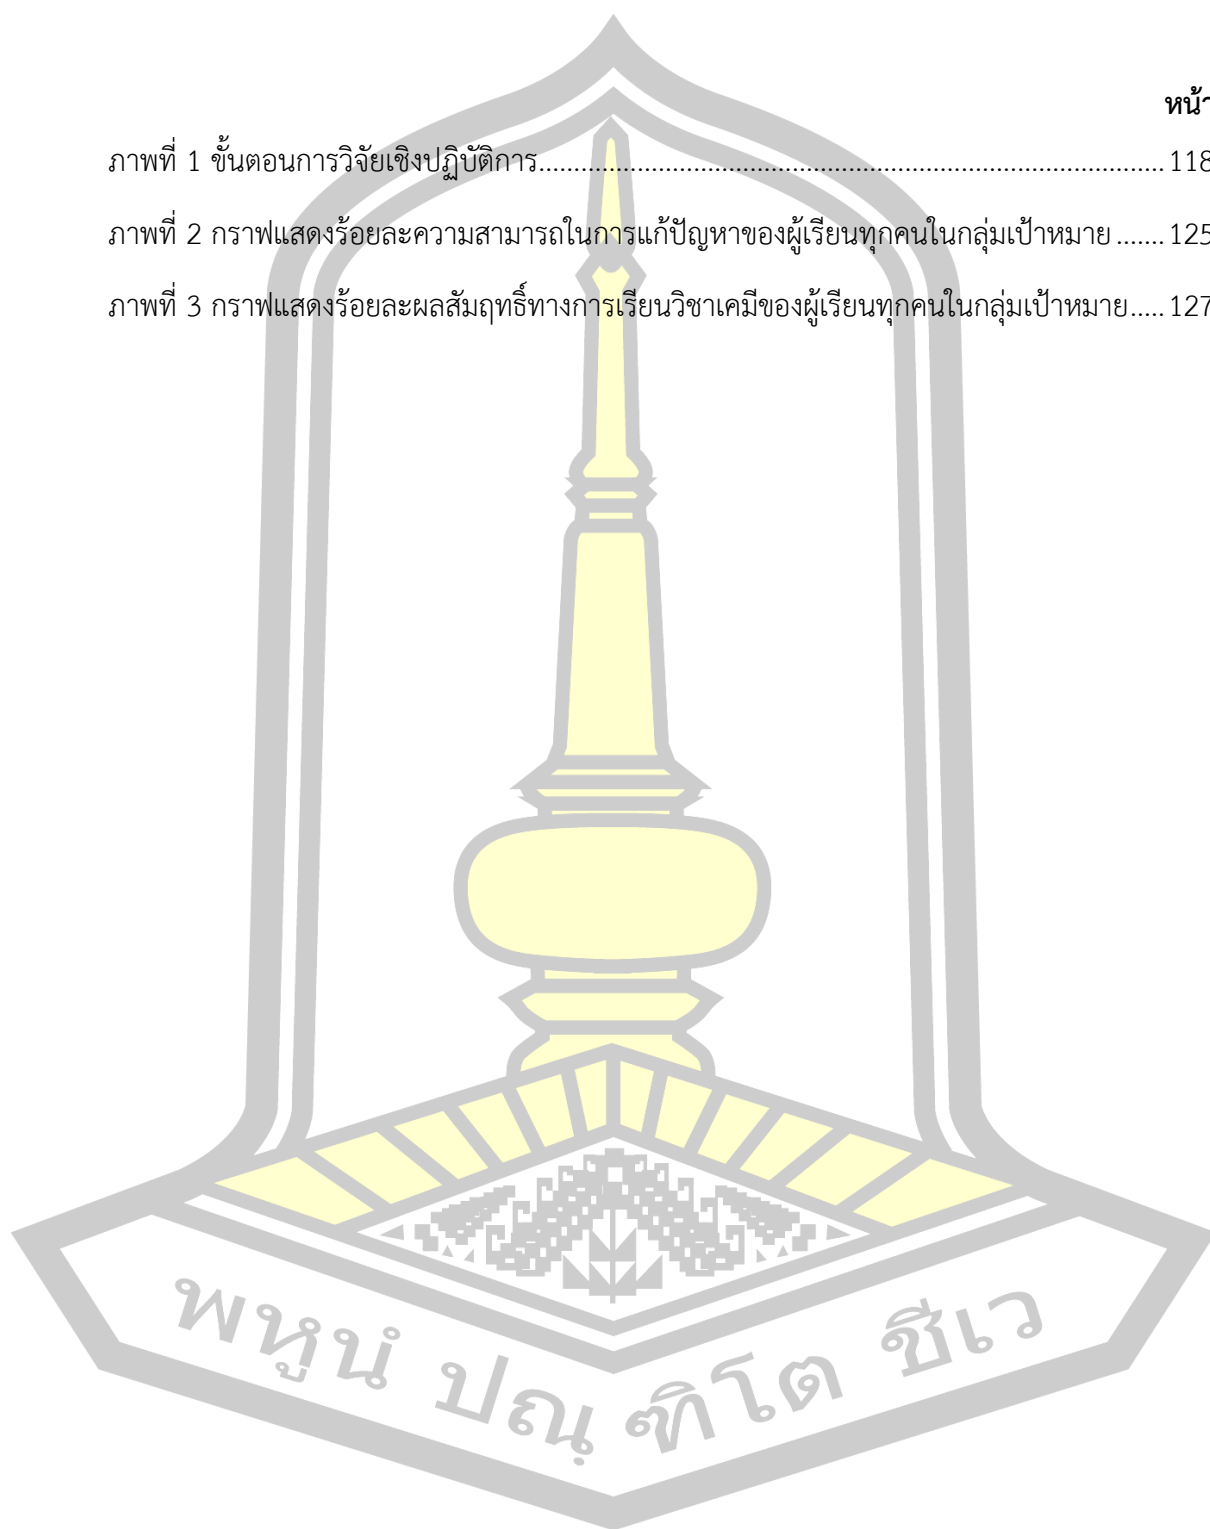 หน้า
ภาพที่ 1 ขั้นตอนการวิจัยเชิงปฏิบัติการ......................................................................................... 118
ภาพที่ 2 กราฟแสดงร้อยละความสามารถในการแก้ปัญหาของผู้เรียนทุกคนในกลุ่มเป้าหมาย ....... 125
ภาพที่ 3 กราฟแสดงร้อยละผลสัมฤทธิ์ทางการเรียนวิชาเคมีของผู้เรียนทุกคนในกลุ่มเป้าหมาย..... 127
พหูนํ ปณฺฑิโต ชีเว